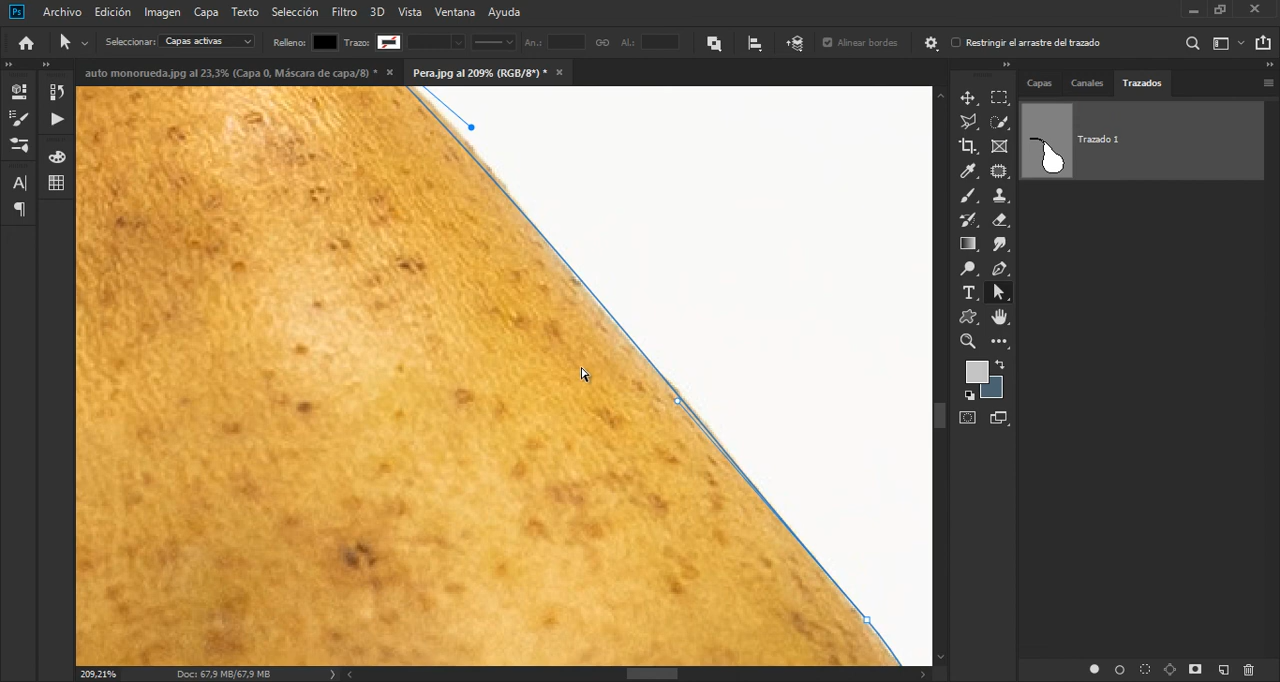 Ps Archivo Edición Imagen Capa Texto Selección Filtro 3D Vista Ventana Ayuda
Seleccionar: Capas activas Relleno: Trazo: An.: Al.: Alinear bordes Restringir el arrastre del trazado
auto monorueda.jpg al 23,3% (Capa 0, Máscara de capa/8) * × Pera.jpg al 209% (RGB/8*) * ×
Capas Canales Trazados
Trazado 1
209,21% Doc: 67,9 MB/67,9 MB